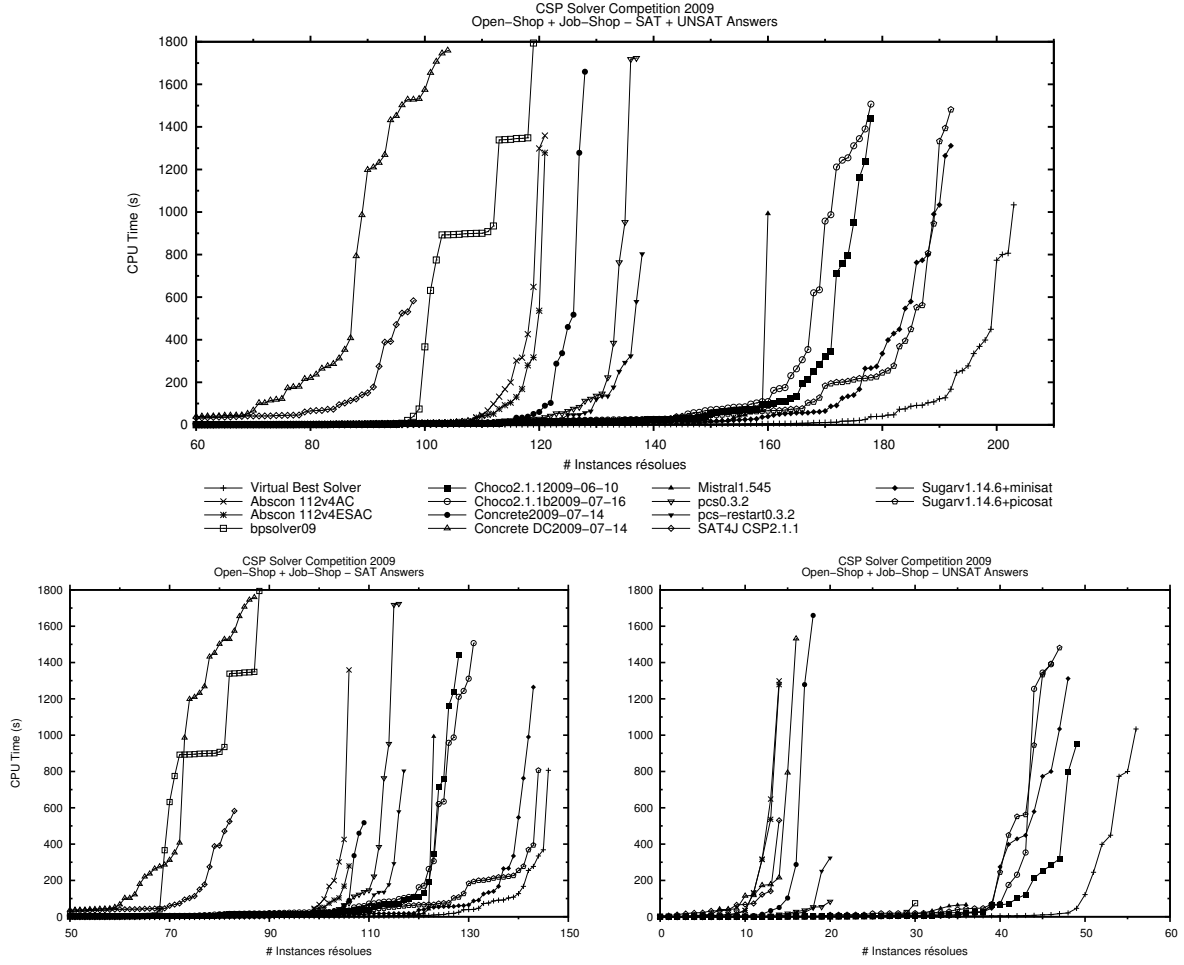 CSP Solver Competition 2009
Open−Shop + Job−Shop − SAT + UNSAT Answers
1800
1600
1400
1200
1000
800
600
400
200
0
CPU Time (s)
60 80 100 120 140 160 180 200
# Instances résolues
Virtual Best Solver
Abscon 112v4AC
Abscon 112v4ESAC
bpsolver09
Choco2.1.12009−06−10
Choco2.1.1b2009−07−16
Concrete2009−07−14
Concrete DC2009−07−14
Mistral1.545
pcs0.3.2
pcs−restart0.3.2
SAT4J CSP2.1.1
Sugarv1.14.6+minisat
Sugarv1.14.6+picosat
CSP Solver Competition 2009
Open−Shop + Job−Shop − SAT Answers
1800
1600
1400
1200
1000
800
600
400
200
0
CPU Time (s)
50 70 90 110 130 150
# Instances résolues
CSP Solver Competition 2009
Open−Shop + Job−Shop − UNSAT Answers
1800
1600
1400
1200
1000
800
600
400
200
0
0 10 20 30 40 50 60
# Instances résolues